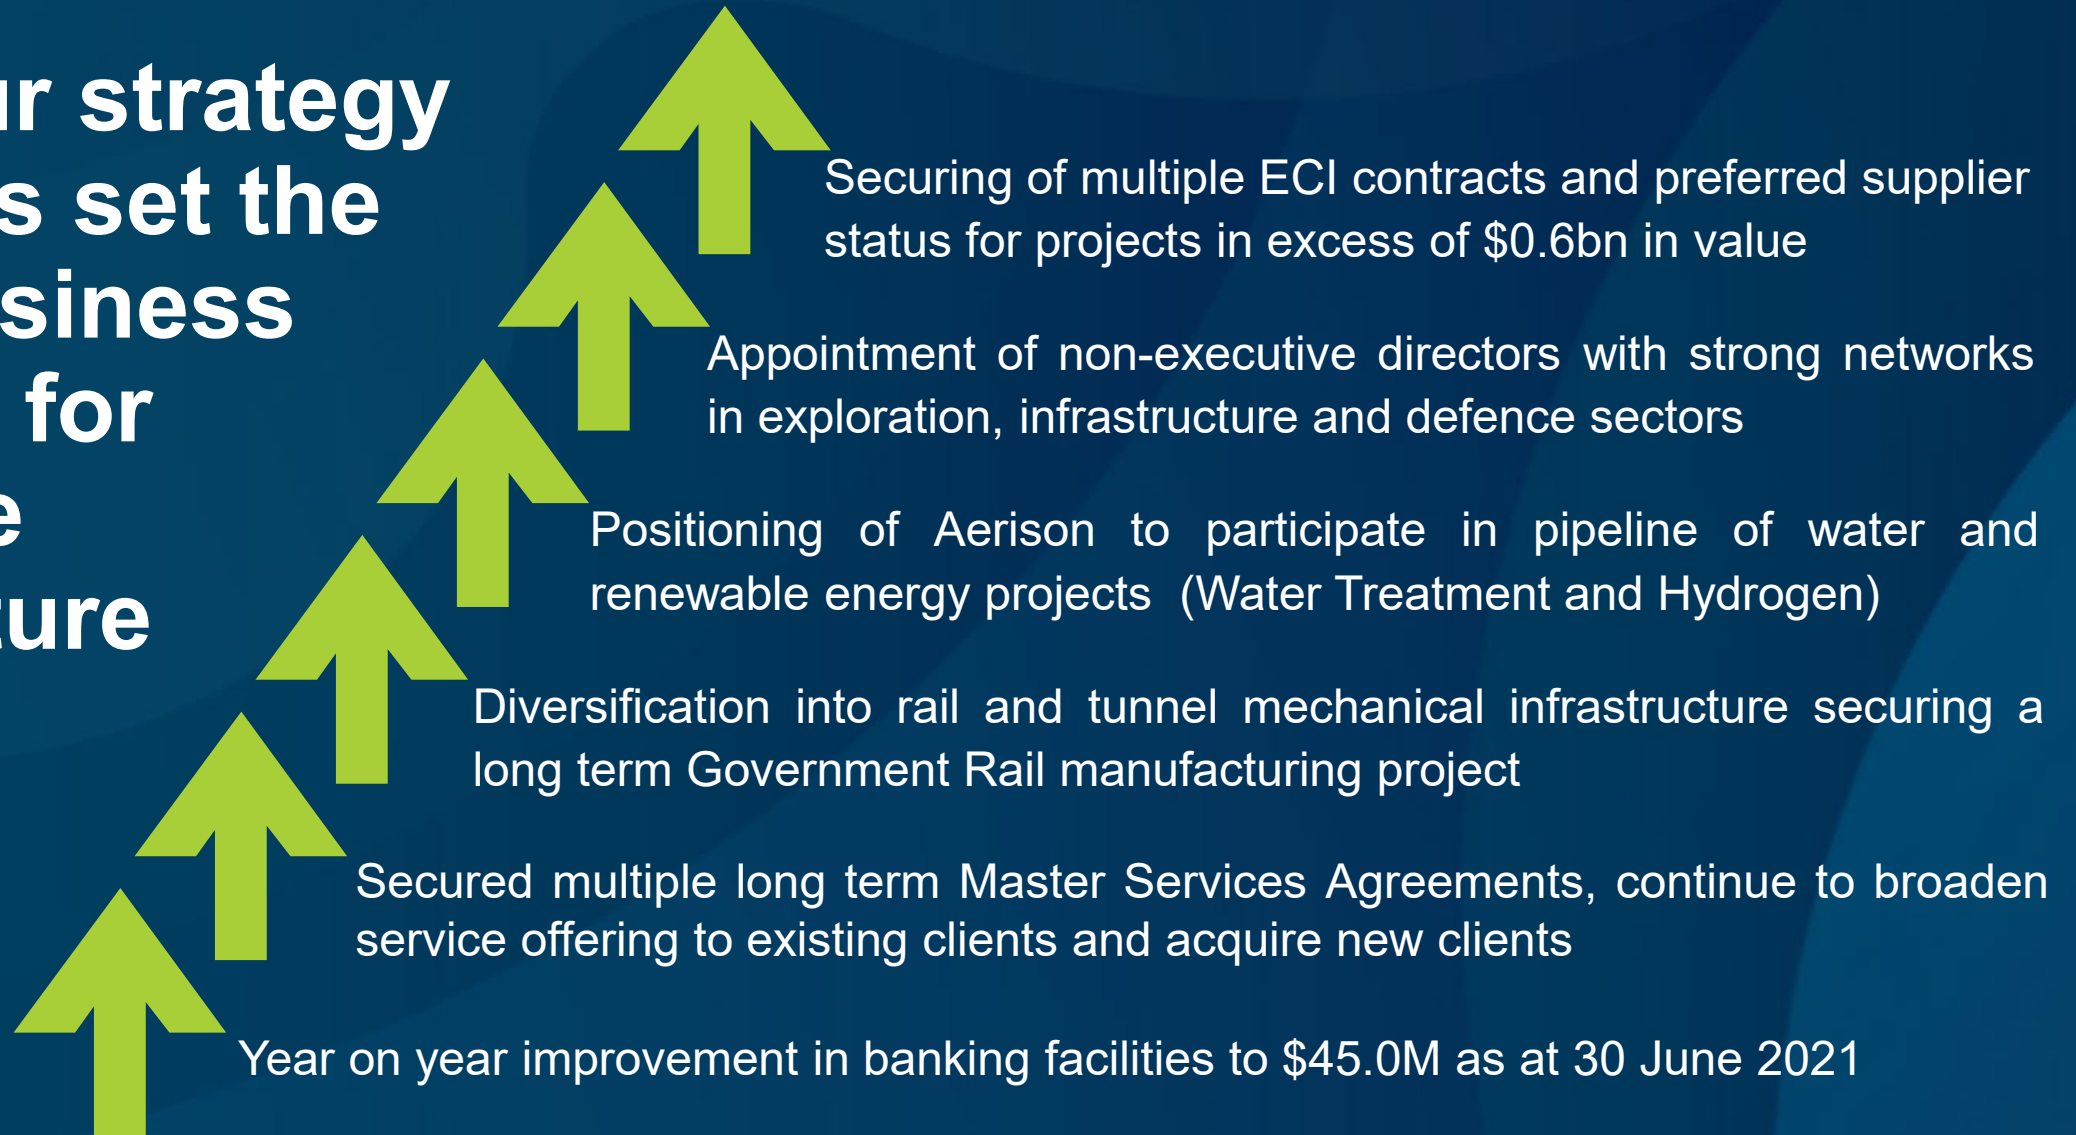 ur strategy
s set the
siness
for
e
ture
Securing of multiple ECI contracts and preferred supplier
status for projects in excess of $0.6bn in value
Appointment of non-executive directors with strong networks
in exploration, infrastructure and defence sectors
Positioning of Aerison to participate in pipeline of water and
renewable energy projects (Water Treatment and Hydrogen)
Diversification into rail and tunnel mechanical infrastructure securing a
long term Government Rail manufacturing project
Secured multiple long term Master Services Agreements, continue to broaden
service offering to existing clients and acquire new clients
Year on year improvement in banking facilities to $45.0M as at 30 June 2021